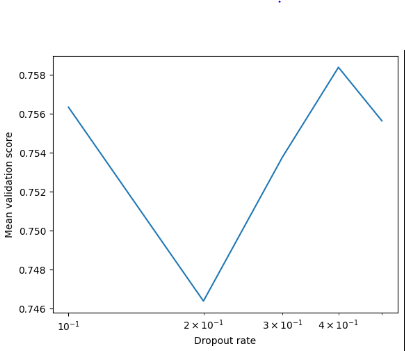 0.758
0.756
0.754
0.752
0.750
0.748
0.746
Mean validation score
10⁻¹ 2 × 10⁻¹ 3 × 10⁻¹ 4 × 10⁻¹
Dropout rate